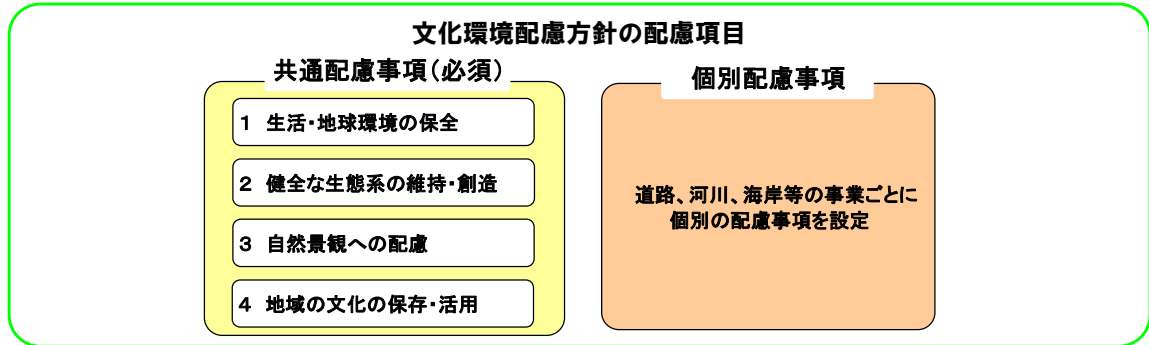 文化環境配慮方針の配慮項目
共通配慮事項(必須)
1 生活・地球環境の保全
2 健全な生態系の維持・創造
3 自然景観への配慮
4 地域の文化の保存・活用
個別配慮事項
道路、河川、海岸等の事業ごとに
個別の配慮事項を設定